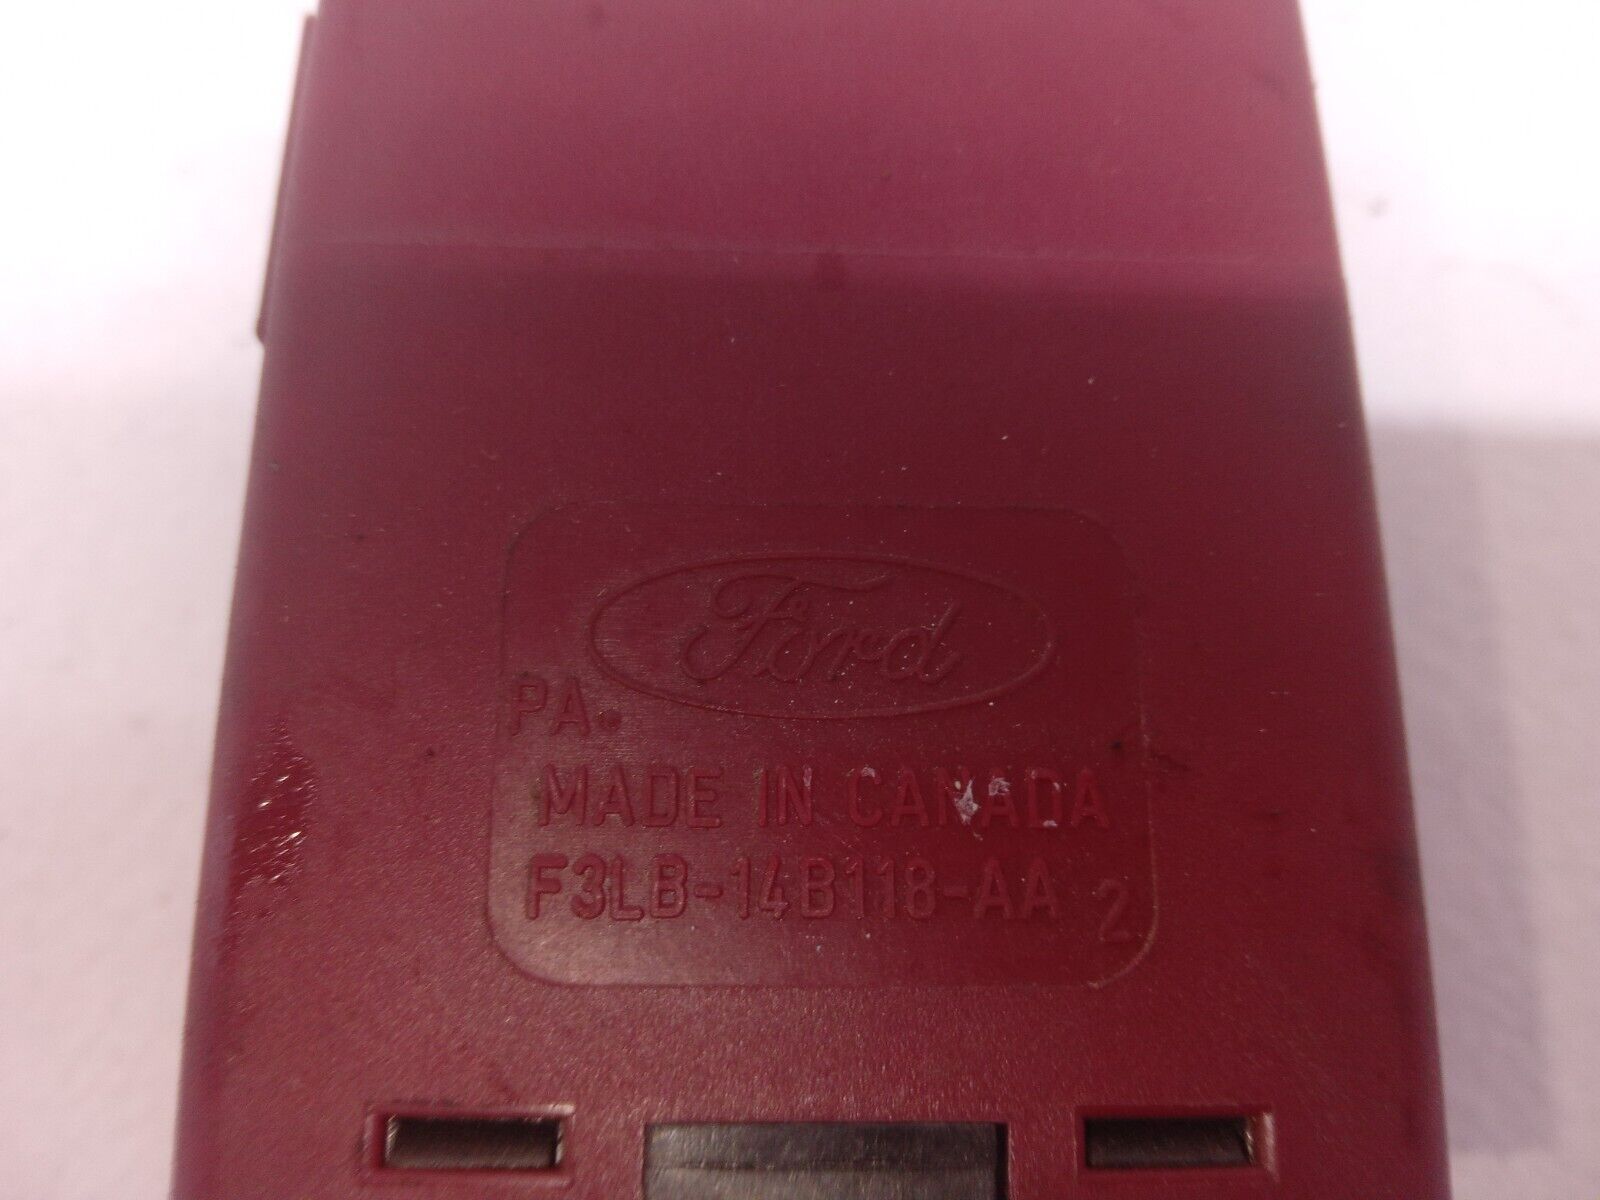 Ford
PA.
MADE IN CANADA
F3LB-14B118-AA 2